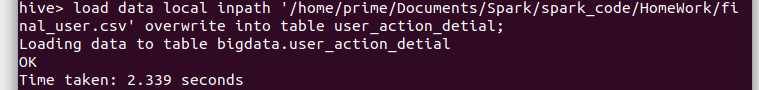 hive> load data local inpath '/home/prime/Documents/Spark/spark_code/HomeWork/fi
nal_user.csv' overwrite into table user_action_detial;
Loading data to table bigdata.user_action_detial
OK
Time taken: 2.339 seconds